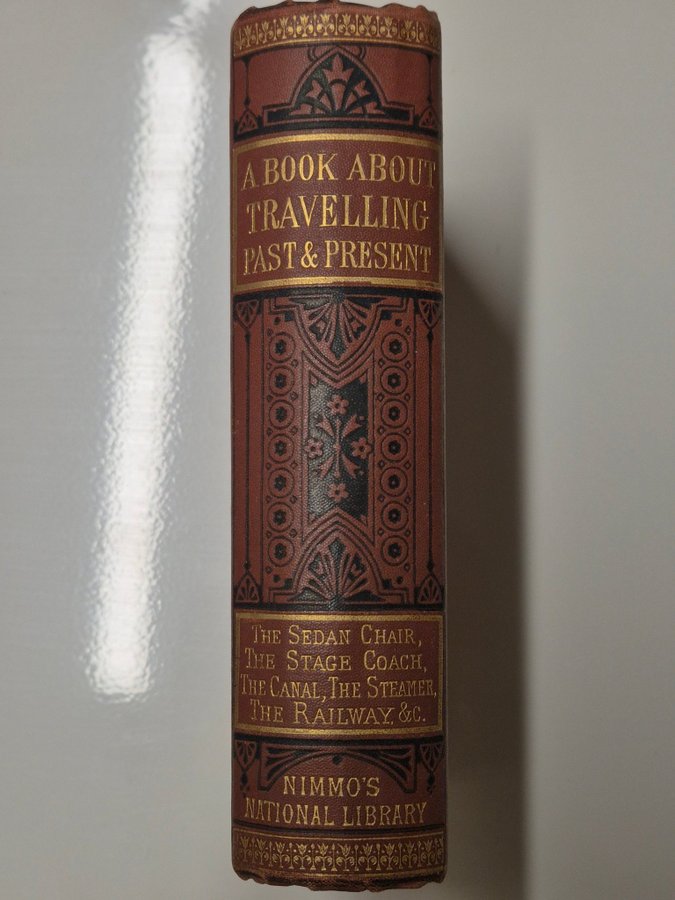 A BOOK ABOUT
TRAVELLING
PAST & PRESENT
THE SEDAN CHAIR,
THE STAGE COACH,
THE CANAL, THE STEAMER,
THE RAILWAY. &C.
NIMMO'S
NATIONAL LIBRARY